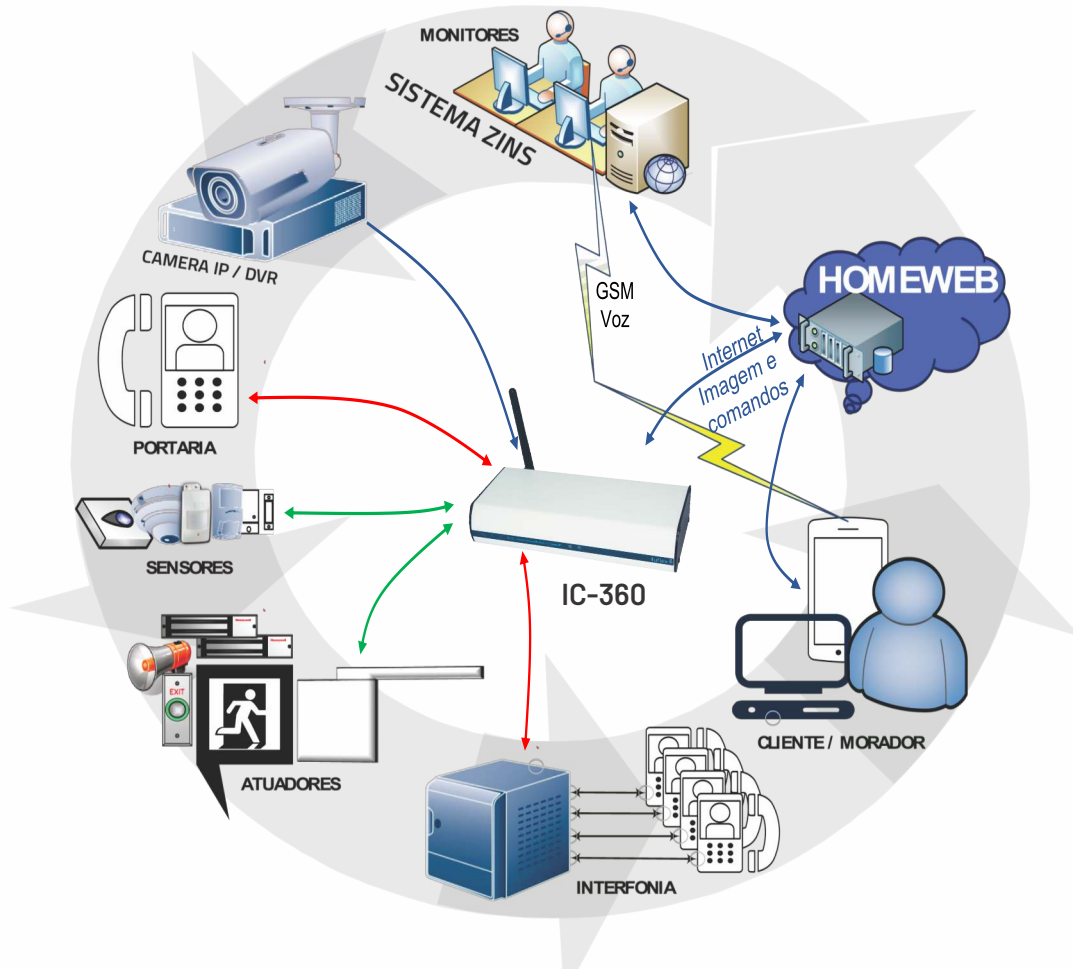 MONITORES
SISTEMA ZINS
CAMERA IP / DVR
HOMEWEB
GSM
Voz
Internet
Imagem e
comandos
PORTARIA
SENSORES
IC-360
EXIT
ATUADORES
CLIENTE / MORADOR
INTERFONIA